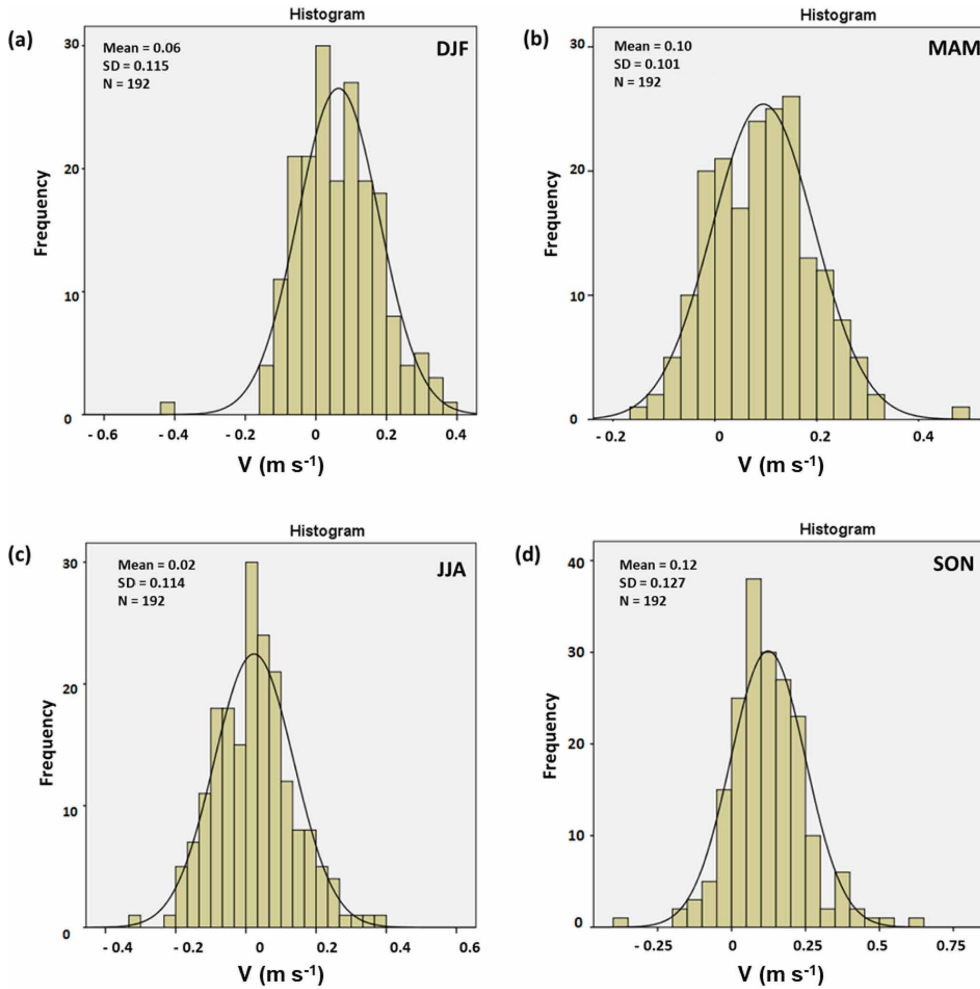 Histogram
(a)
DJF
Mean = 0.06
SD = 0.115
N = 192
30
20
10
0
Frequency
- 0.6
- 0.4
- 0.2
0
0.2
0.4
V (m s⁻¹)
Histogram
(b)
MAM
Mean = 0.10
SD = 0.101
N = 192
30
20
10
0
Frequency
- 0.2
0
0.2
0.4
V (m s⁻¹)
Histogram
(c)
JJA
Mean = 0.02
SD = 0.114
N = 192
30
20
10
0
Frequency
- 0.4
- 0.2
0
0.2
0.4
0.6
V (m s⁻¹)
Histogram
(d)
SON
Mean = 0.12
SD = 0.127
N = 192
40
30
20
10
0
Frequency
- 0.25
0
0.25
0.5
0.75
V (m s⁻¹)